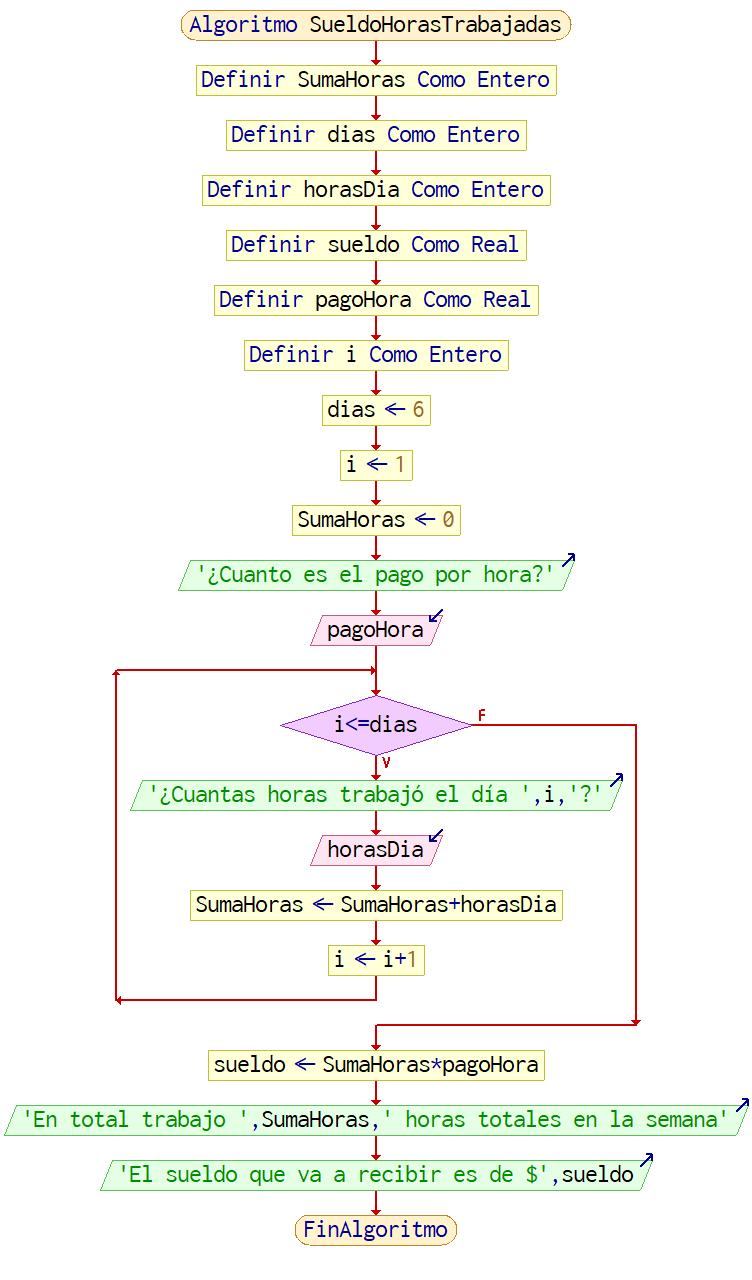 Algoritmo SueldoHorasTrabajadas
Definir SumaHoras Como Entero
Definir dias Como Entero
Definir horasDia Como Entero
Definir sueldo Como Real
Definir pagoHora Como Real
Definir i Como Entero
dias ← 6
i ← 1
SumaHoras ← 0
'¿Cuanto es el pago por hora?'
pagoHora
i<=dias
F
V
'¿Cuantas horas trabajó el día ',i,'?'
horasDia
SumaHoras ← SumaHoras+horasDia
i ← i+1
sueldo ← SumaHoras*pagoHora
'En total trabajo ',SumaHoras,' horas totales en la semana'
'El sueldo que va a recibir es de $',sueldo
FinAlgoritmo